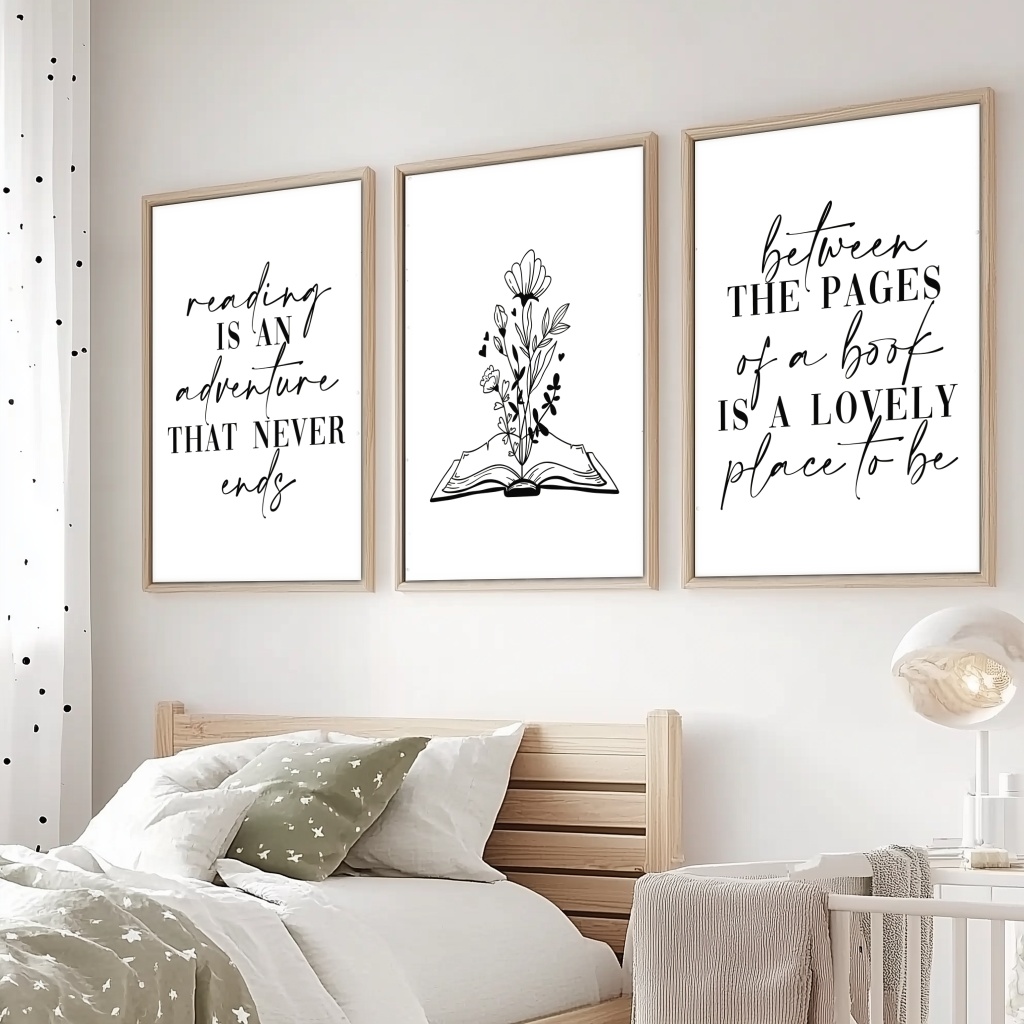 reading
IS AN
adventure
THAT NEVER
ends
between
THE PAGES
of a book
IS A LOVELY
place to be